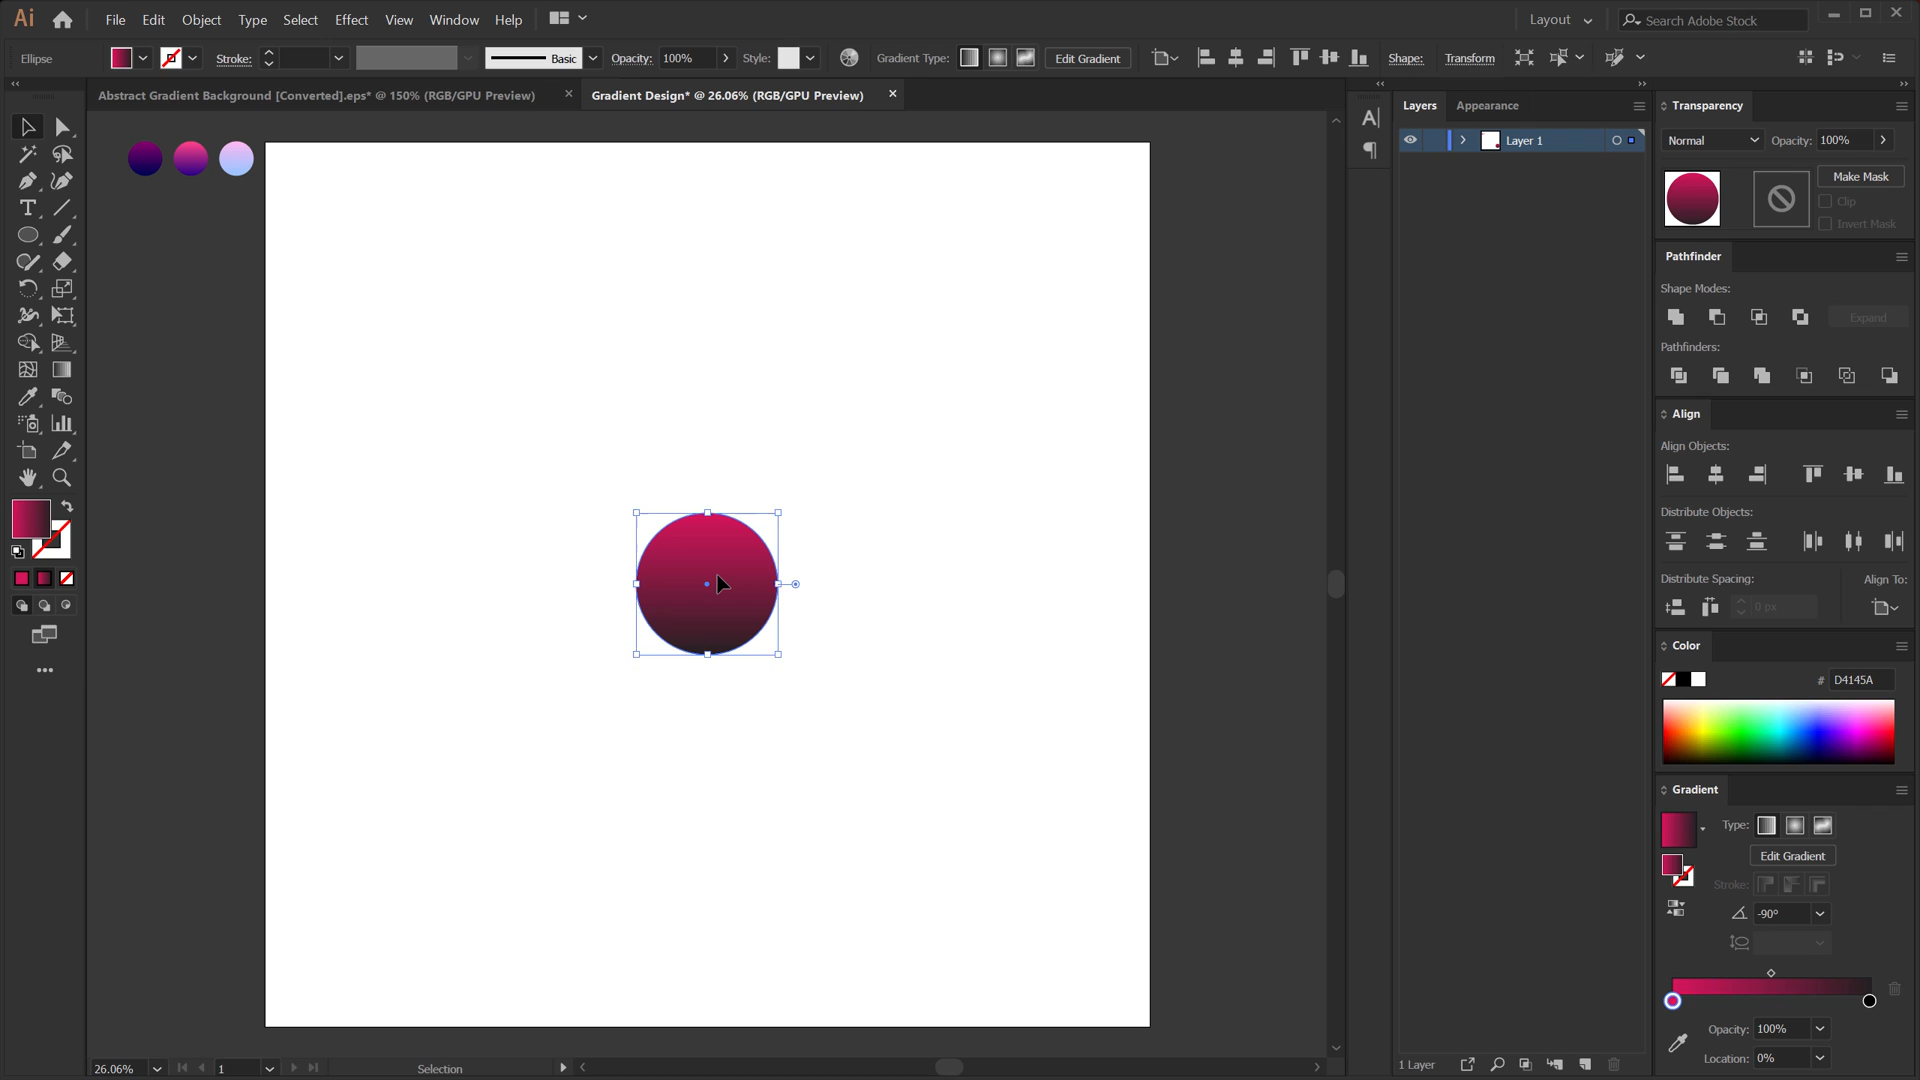 Ai File Edit Object Type Select Effect View Window Help Layout Search Adobe Stock
Ellipse Stroke: Basic Opacity: 100% Style: Gradient Type: Edit Gradient Shape: Transform
Abstract Gradient Background [Converted].eps* @ 150% (RGB/GPU Preview) Gradient Design* @ 26.06% (RGB/GPU Preview)
Layers Appearance
Layer 1
Transparency
Normal Opacity: 100%
Make Mask
Clip
Invert Mask
Pathfinder
Shape Modes:
Expand
Pathfinders:
Align
Align Objects:
Distribute Objects:
Distribute Spacing: Align To:
0 px
Color
# D4145A
Gradient
Type:
Edit Gradient
Stroke:
-90°
Opacity: 100%
Location: 0%
26.06% 1 Selection
1 Layer